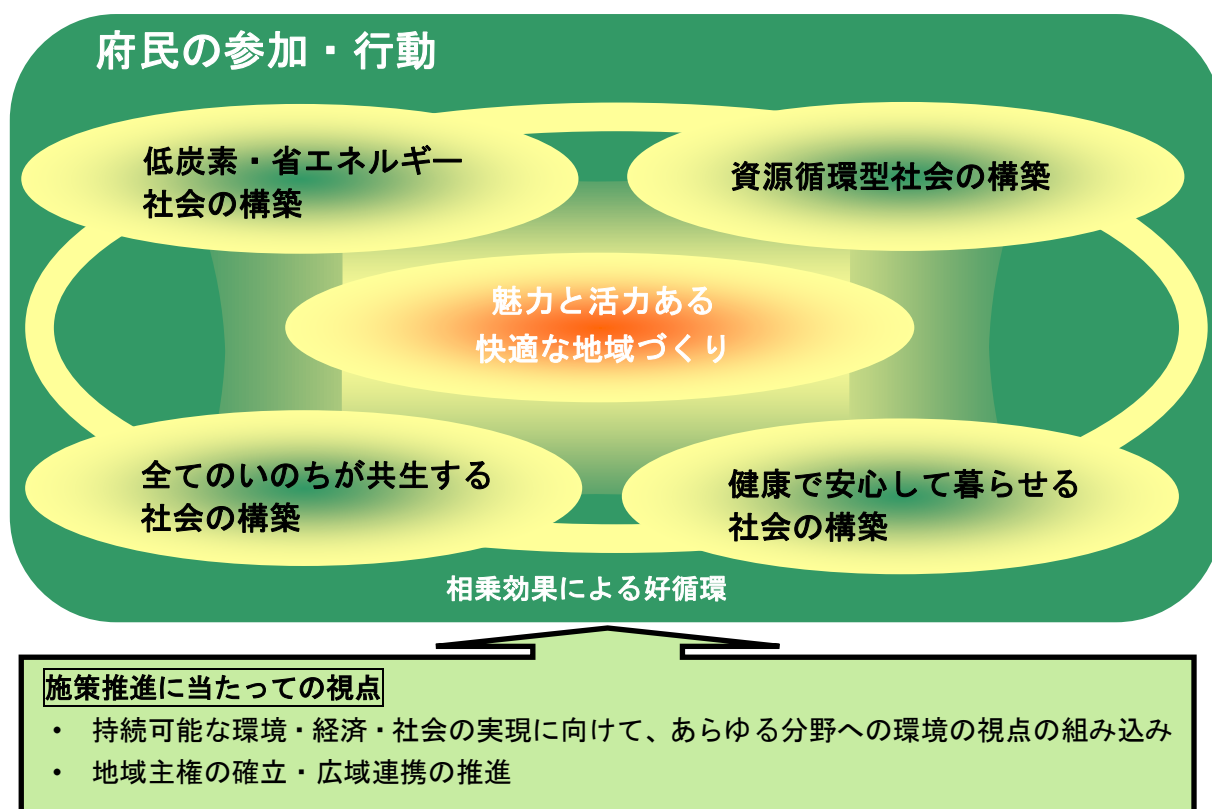 府民の参加・行動
低炭素・省エネルギー
社会の構築
資源循環型社会の構築
魅力と活力ある
快適な地域づくり
全てのいのちが共生する
社会の構築
健康で安心して暮らせる
社会の構築
相乗効果による好循環
施策推進に当たっての視点
• 持続可能な環境・経済・社会の実現に向けて、あらゆる分野への環境の視点の組み込み
• 地域主権の確立・広域連携の推進